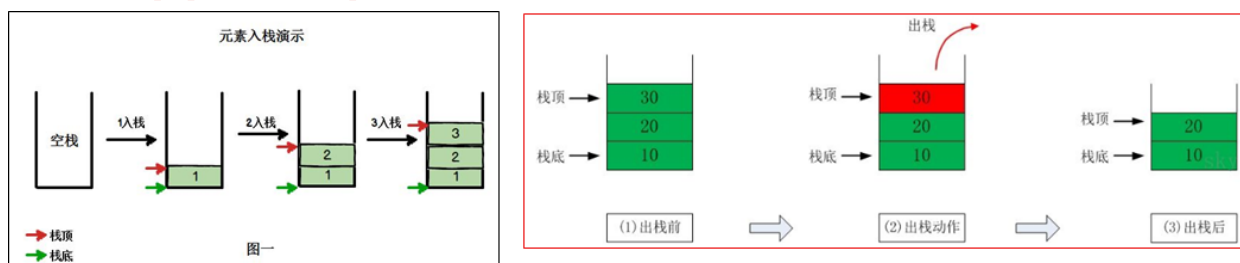 元素入栈演示
空栈
1入栈
2入栈
3入栈
1
2
1
3
2
1
栈顶
栈底
图一
出栈
栈顶
30
20
栈底
10
栈顶
30
20
栈底
10
栈顶
20
栈底
10
sky
(1)出栈前
(2)出栈动作
(3)出栈后